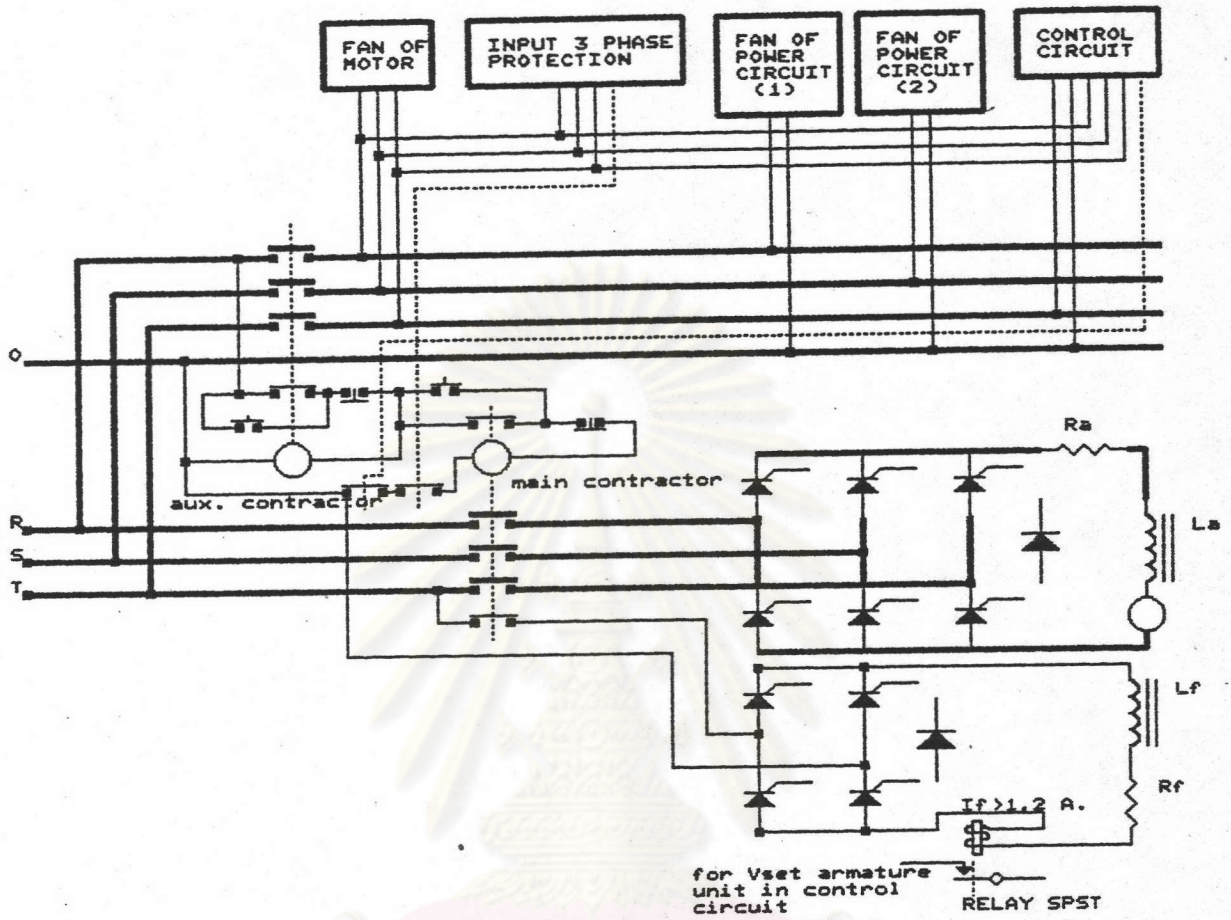 FAN OF
MOTOR
INPUT 3 PHASE
PROTECTION
FAN OF
POWER
CIRCUIT
(1)
FAN OF
POWER
CIRCUIT
(2)
CONTROL
CIRCUIT
O
aux. contractor
main contractor
R
S
T
Ra
La
Lf
Rf
If>1.2 A.
for Vset armature
unit in control
circuit
RELAY SPST